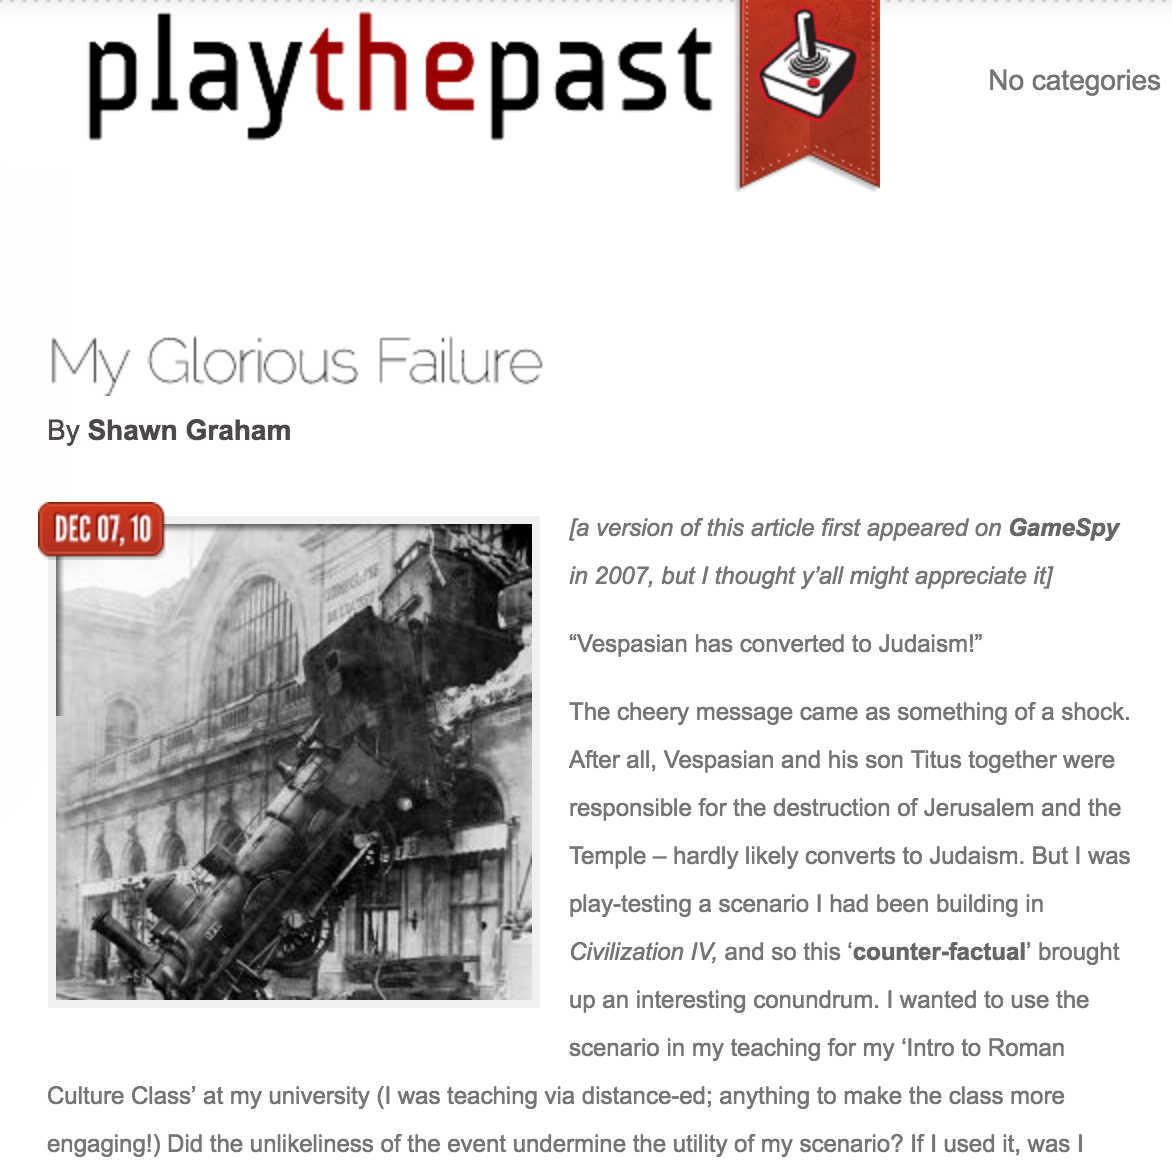 playthepast
No categories
My Glorious Failure
By Shawn Graham
DEC 07, 10
[a version of this article first appeared on GameSpy
in 2007, but I thought y’all might appreciate it]
“Vespasian has converted to Judaism!”
The cheery message came as something of a shock.
After all, Vespasian and his son Titus together were
responsible for the destruction of Jerusalem and the
Temple – hardly likely converts to Judaism. But I was
play-testing a scenario I had been building in
Civilization IV, and so this ‘counter-factual’ brought
up an interesting conundrum. I wanted to use the
scenario in my teaching for my ‘Intro to Roman
Culture Class’ at my university (I was teaching via distance-ed; anything to make the class more
engaging!) Did the unlikeliness of the event undermine the utility of my scenario? If I used it, was I